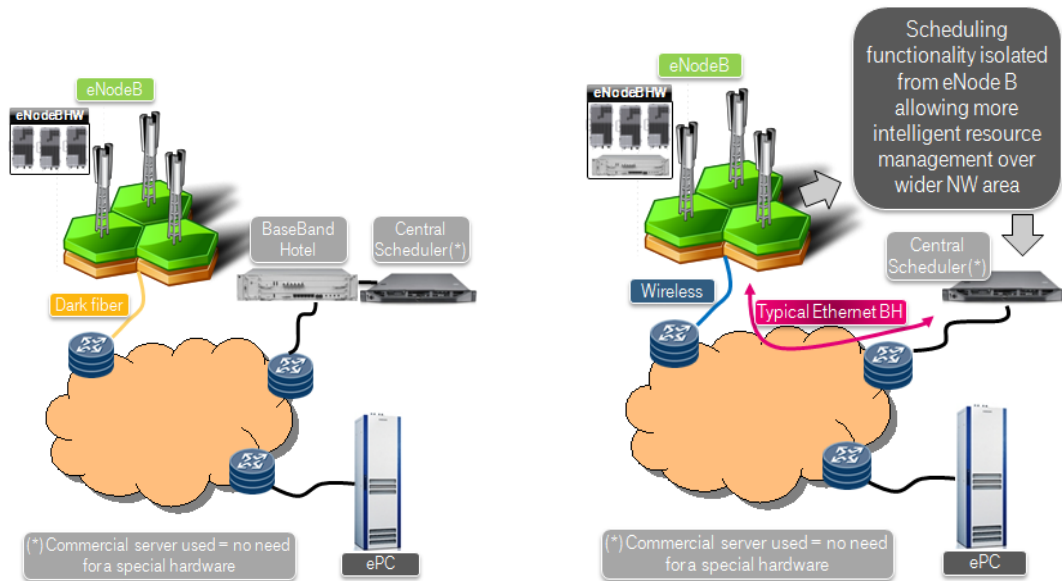 eNodeB
eNodeBHW
BaseBand
Hotel
Central
Scheduler(*)
Dark fiber
(*) Commercial server used = no need
for a special hardware
ePC
Scheduling
functionality isolated
from eNode B
allowing more
intelligent resource
management over
wider NW area
eNodeB
eNodeBHW
Central
Scheduler(*)
Wireless
Typical Ethernet BH
(*) Commercial server used = no need
for a special hardware
ePC